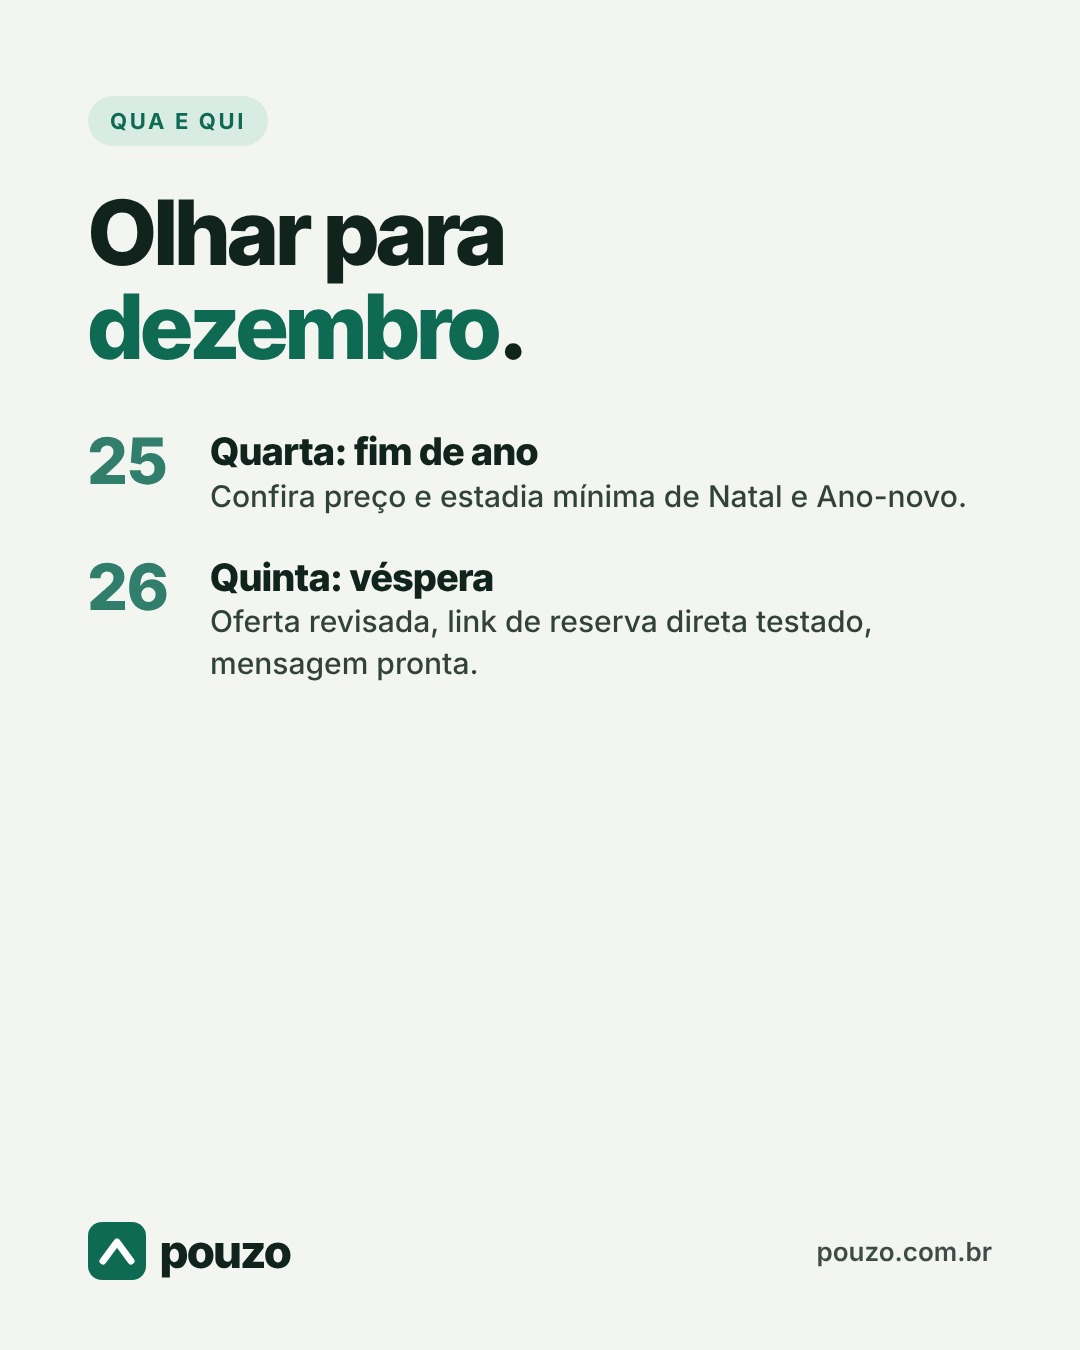 QUA E QUI
Olhar para
dezembro.
25
Quarta: fim de ano
Confira preço e estadia mínima de Natal e Ano-novo.
26
Quinta: véspera
Oferta revisada, link de reserva direta testado,
mensagem pronta.
pouzo
pouzo.com.br